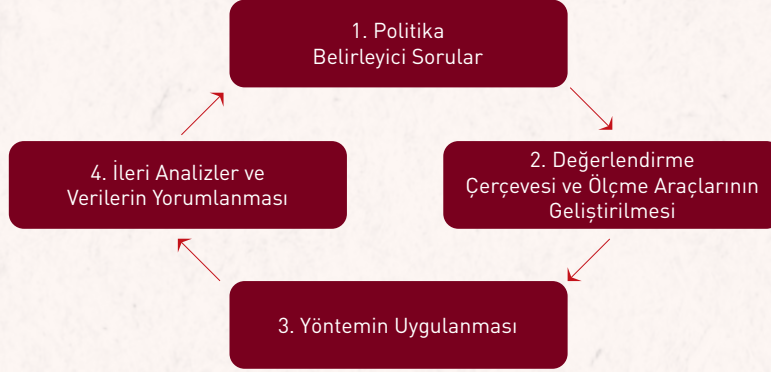 1. Politika
Belirleyici Sorular
2. Değerlendirme
Çerçevesi ve Ölçme Araçlarının
Geliştirilmesi
3. Yöntemin Uygulanması
4. İleri Analizler ve
Verilerin Yorumlanması